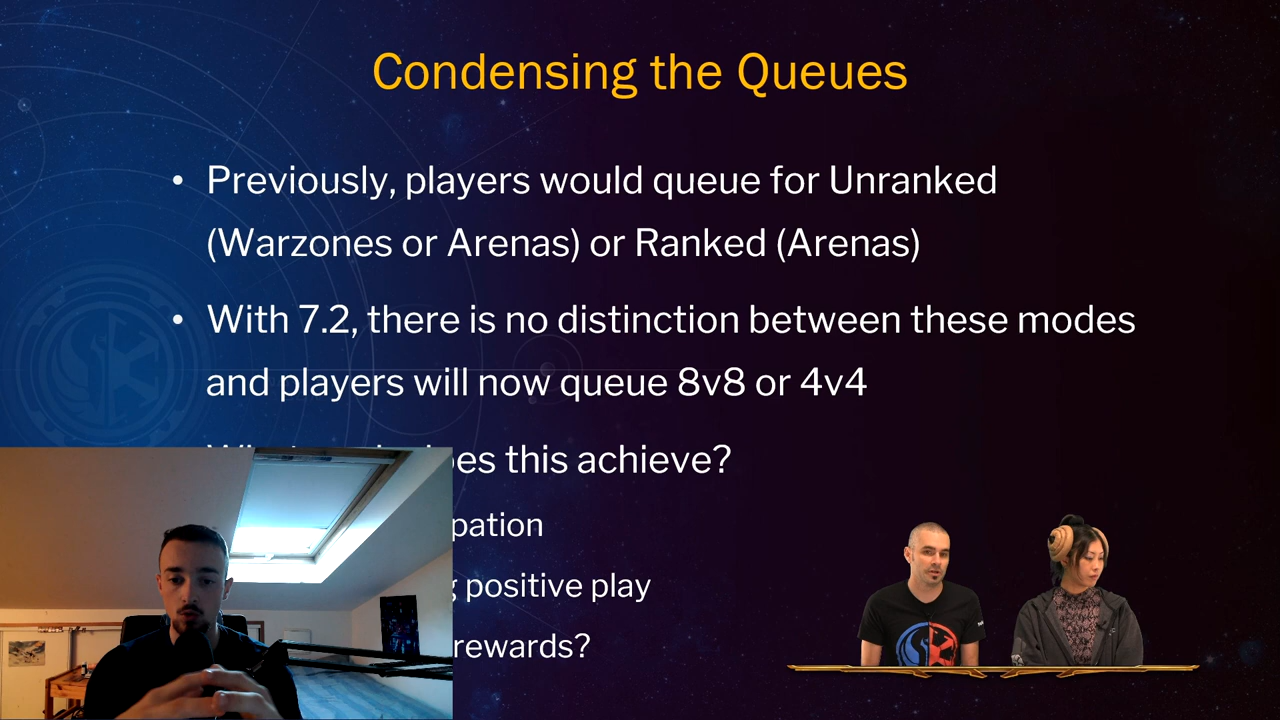 Condensing the Queues
• Previously, players would queue for Unranked
(Warzones or Arenas) or Ranked (Arenas)
• With 7.2, there is no distinction between these modes
and players will now queue 8v8 or 4v4
this achieve?
positive play
rewards?